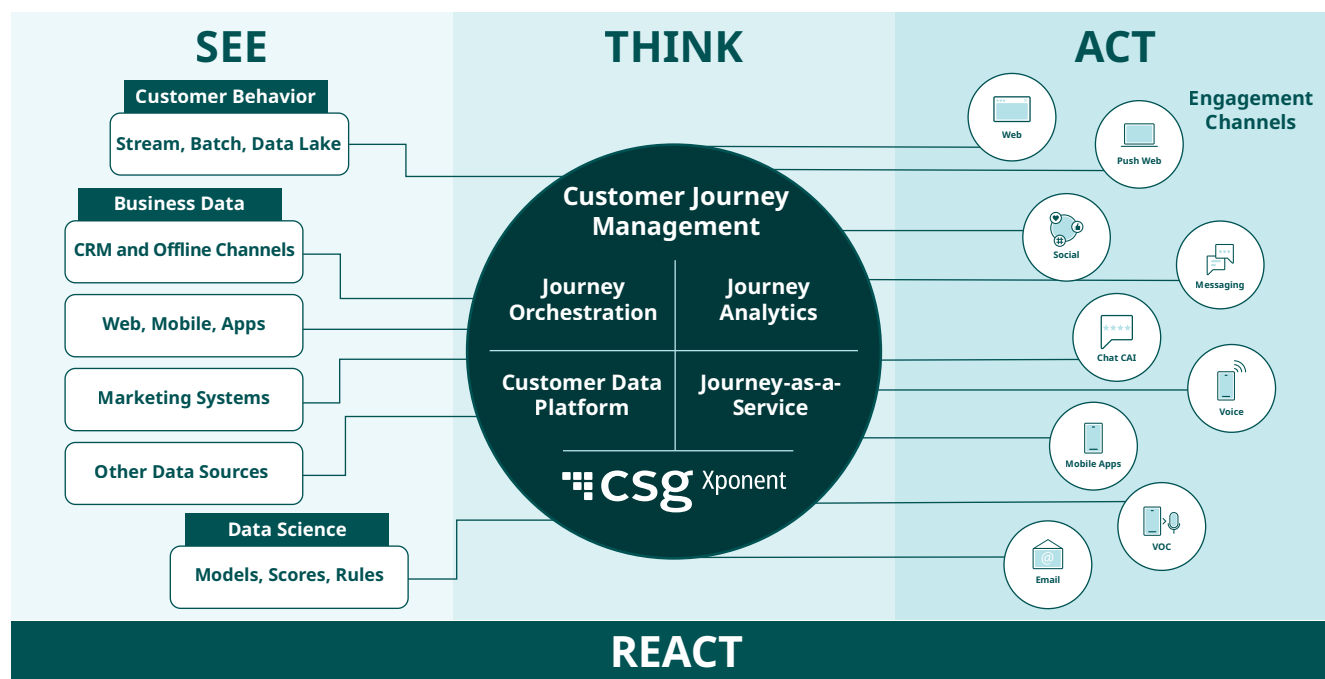 SEE
Customer Behavior
Stream, Batch, Data Lake
Business Data
CRM and Offline Channels
Web, Mobile, Apps
Marketing Systems
Other Data Sources
Data Science
Models, Scores, Rules
THINK
Customer Journey
Management
Journey
Orchestration
Journey
Analytics
Customer Data
Platform
Journey-as-a-
Service
csg Xponent
ACT
Engagement
Channels
Web
Push Web
Social
Messaging
Chat CAI
Voice
Mobile Apps
VOC
@
Email
REACT